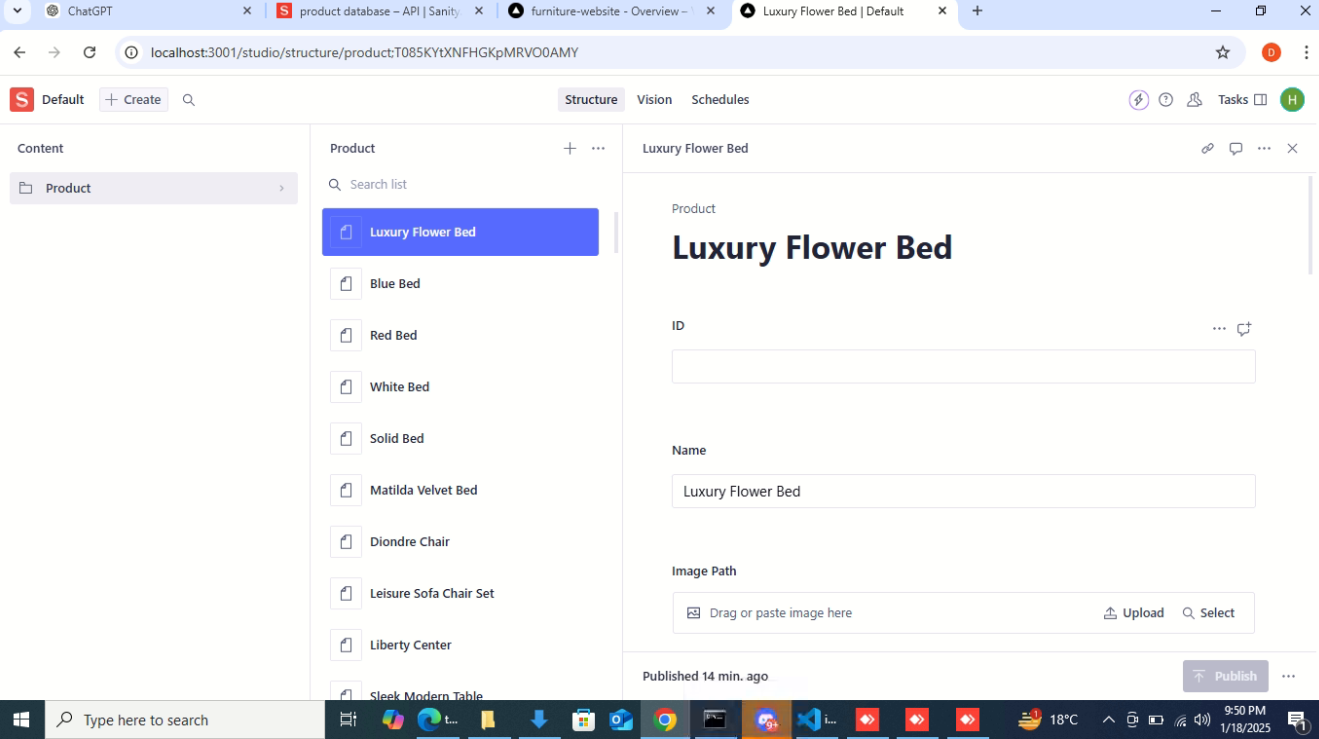 ChatGPT
product database – API | Sanity
furniture-website - Overview –
Luxury Flower Bed | Default
localhost:3001/studio/structure/product;T085KYtXNFHGKpMRVO0AMY
D
S
Default
Create
Structure
Vision
Schedules
Tasks
H
Content
Product
Product
Search list
Luxury Flower Bed
Blue Bed
Red Bed
White Bed
Solid Bed
Matilda Velvet Bed
Diondre Chair
Leisure Sofa Chair Set
Liberty Center
Sleek Modern Table
Luxury Flower Bed
Product
Luxury Flower Bed
ID
Name
Luxury Flower Bed
Image Path
Drag or paste image here
Upload
Select
Published 14 min. ago
Publish
Type here to search
t...
9+
i...
1
18°C
9:50 PM
1/18/2025
1